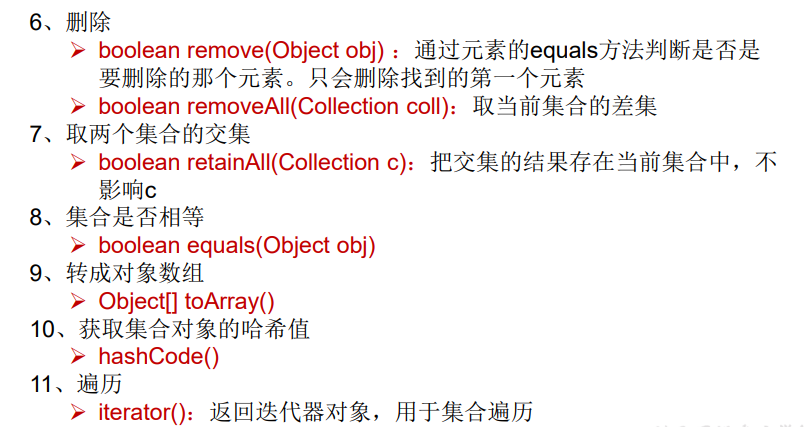 6、删除
➢ boolean remove(Object obj) ：通过元素的equals方法判断是否是
要删除的那个元素。只会删除找到的第一个元素
➢ boolean removeAll(Collection coll)：取当前集合的差集
7、取两个集合的交集
➢ boolean retainAll(Collection c)：把交集的结果存在当前集合中，不
影响c
8、集合是否相等
➢ boolean equals(Object obj)
9、转成对象数组
➢ Object[] toArray()
10、获取集合对象的哈希值
➢ hashCode()
11、遍历
➢ iterator()：返回迭代器对象，用于集合遍历